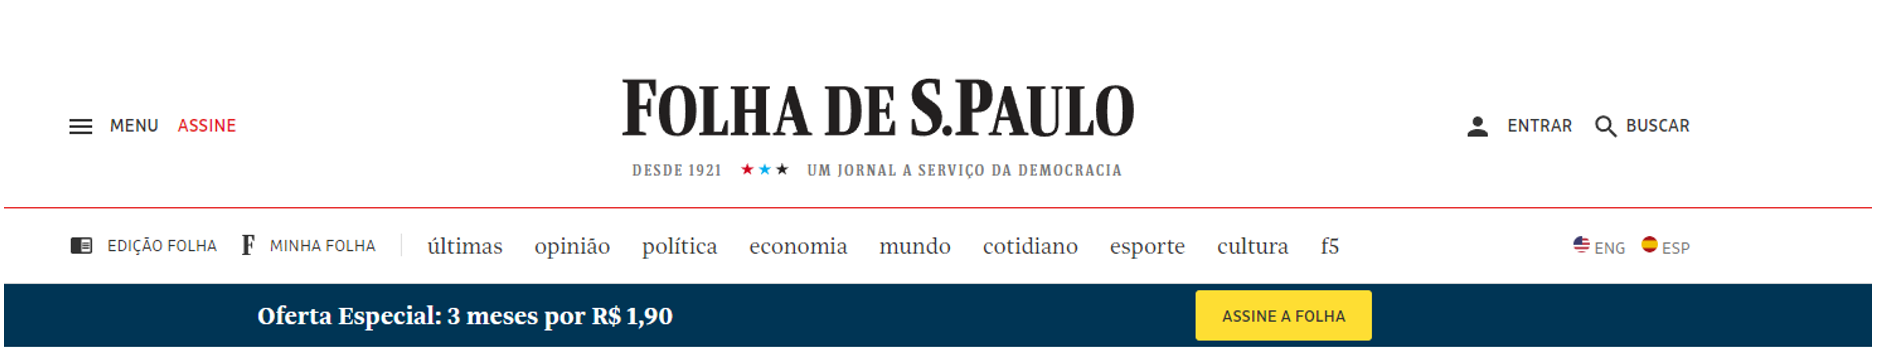 MENU ASSINE
FOLHA DE S.PAULO
ENTRAR BUSCAR
DESDE 1921 ★★★ UM JORNAL A SERVIÇO DA DEMOCRACIA
EDIÇÃO FOLHA F MINHA FOLHA últimas opinião política economia mundo cotidiano esporte cultura f5 ENG ESP
Oferta Especial: 3 meses por R$ 1,90 ASSINE A FOLHA